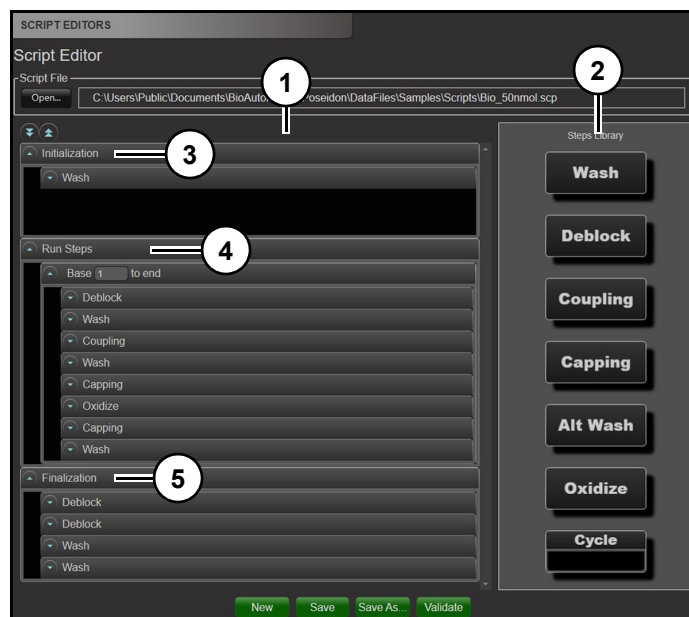 SCRIPT EDITORS
Script Editor
Script File
Open... C:\Users\Public\Documents\BioAuto oseidon\DataFiles\Samples\Scripts\Bio_50nmol.scp
1
2
Steps Library
Initialization
3
Wash
Run Steps
4
Base 1 to end
Deblock
Wash
Coupling
Wash
Capping
Oxidize
Capping
Wash
Finalization
5
Deblock
Deblock
Wash
Wash
Wash
Deblock
Coupling
Capping
Alt Wash
Oxidize
Cycle
New Save Save As... Validate